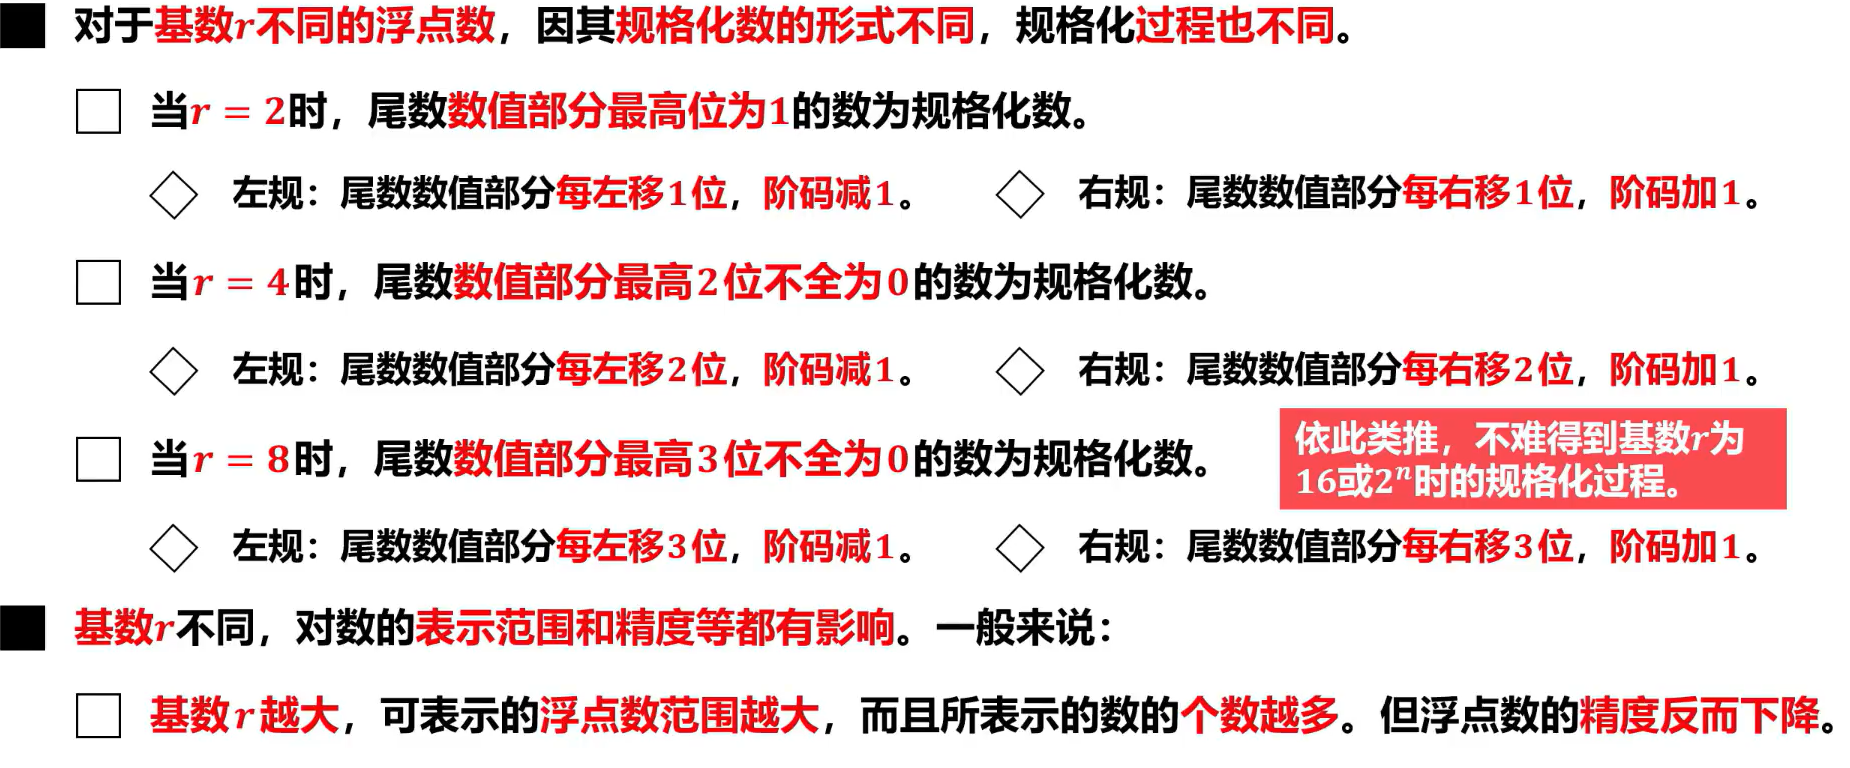 对于基数r不同的浮点数，因其规格化数的形式不同，规格化过程也不同。
当r = 2时，尾数数值部分最高位为1的数为规格化数。
左规：尾数数值部分每左移1位，阶码减1。
右规：尾数数值部分每右移1位，阶码加1。
当r = 4时，尾数数值部分最高2位不全为0的数为规格化数。
左规：尾数数值部分每左移2位，阶码减1。
右规：尾数数值部分每右移2位，阶码加1。
当r = 8时，尾数数值部分最高3位不全为0的数为规格化数。
依此类推，不难得到基数r为
16或2ⁿ时的规格化过程。
左规：尾数数值部分每左移3位，阶码减1。
右规：尾数数值部分每右移3位，阶码加1。
基数r不同，对数的表示范围和精度等都有影响。一般来说：
基数r越大，可表示的浮点数范围越大，而且所表示的数的个数越多。但浮点数的精度反而下降。